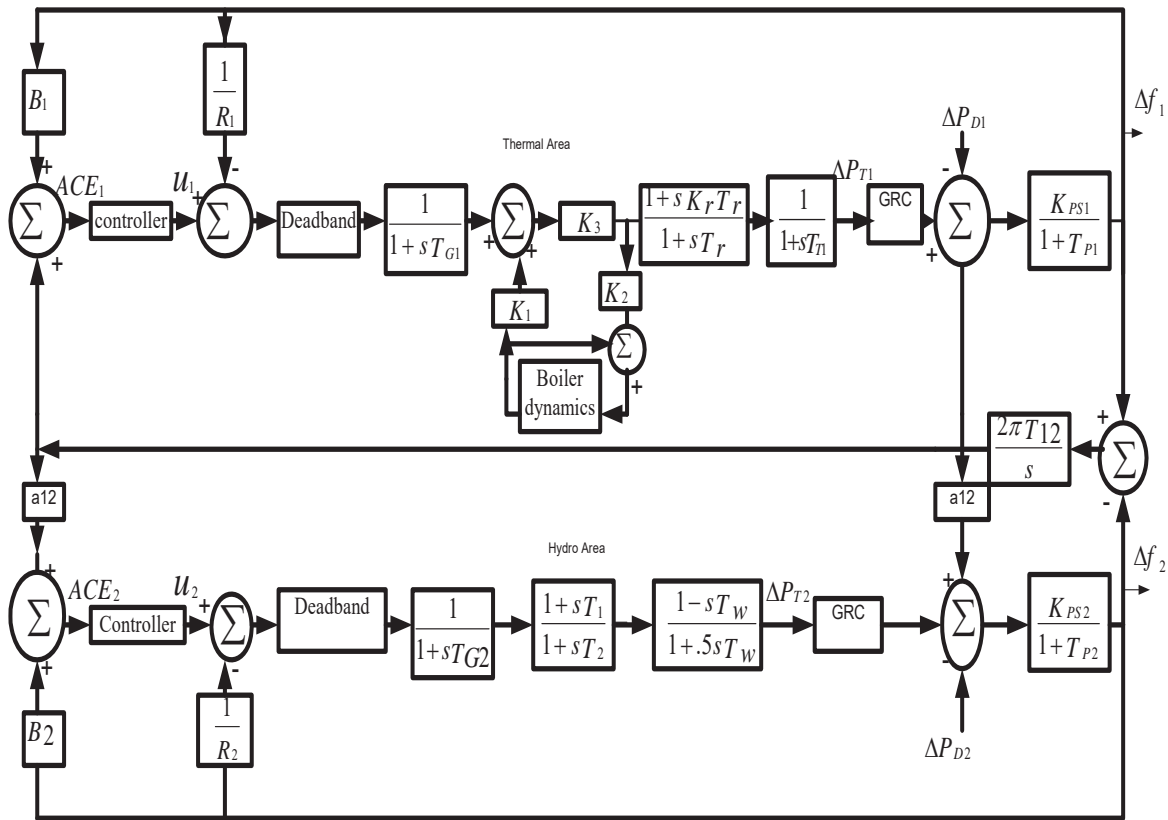 B1
1
R1
Thermal Area
ΔPD1
Δf1
+
-
ACE1
u1
+
ΔPT1
-
Σ
controller
Σ
Deadband
1
1 + sTG1
Σ
K3
1 + s KrTr
1 + sTr
1
1+sTT1
GRC
Σ
KPS1
1 + TP1
+
+
+
+
K2
K1
Σ
+
Boiler
dynamics
2πT12
s
+
Σ
-
a12
a12
Hydro Area
Δf2
+
ACE2
u2
+
ΔPT2
+
Σ
Controller
Σ
Deadband
1
1+sTG2
1 + sT1
1 + sT2
1 − sTw
1 + .5sTw
GRC
Σ
KPS2
1 + TP2
+
-
-
B2
1
R2
ΔPD2